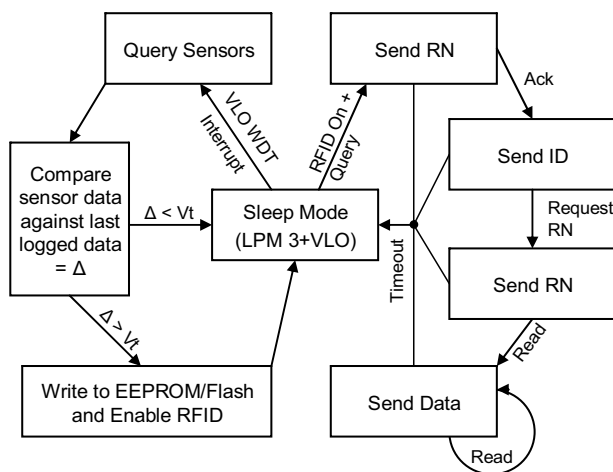 Query Sensors
Send RN
Ack
VLO WDT
Interrupt
RFID On +
Query
Send ID
Compare
sensor data
against last
logged data
= Δ
Δ < Vt
Sleep Mode
(LPM 3+VLO)
Request
RN
Timeout
Send RN
Δ > Vt
Read
Write to EEPROM/Flash
and Enable RFID
Send Data
Read